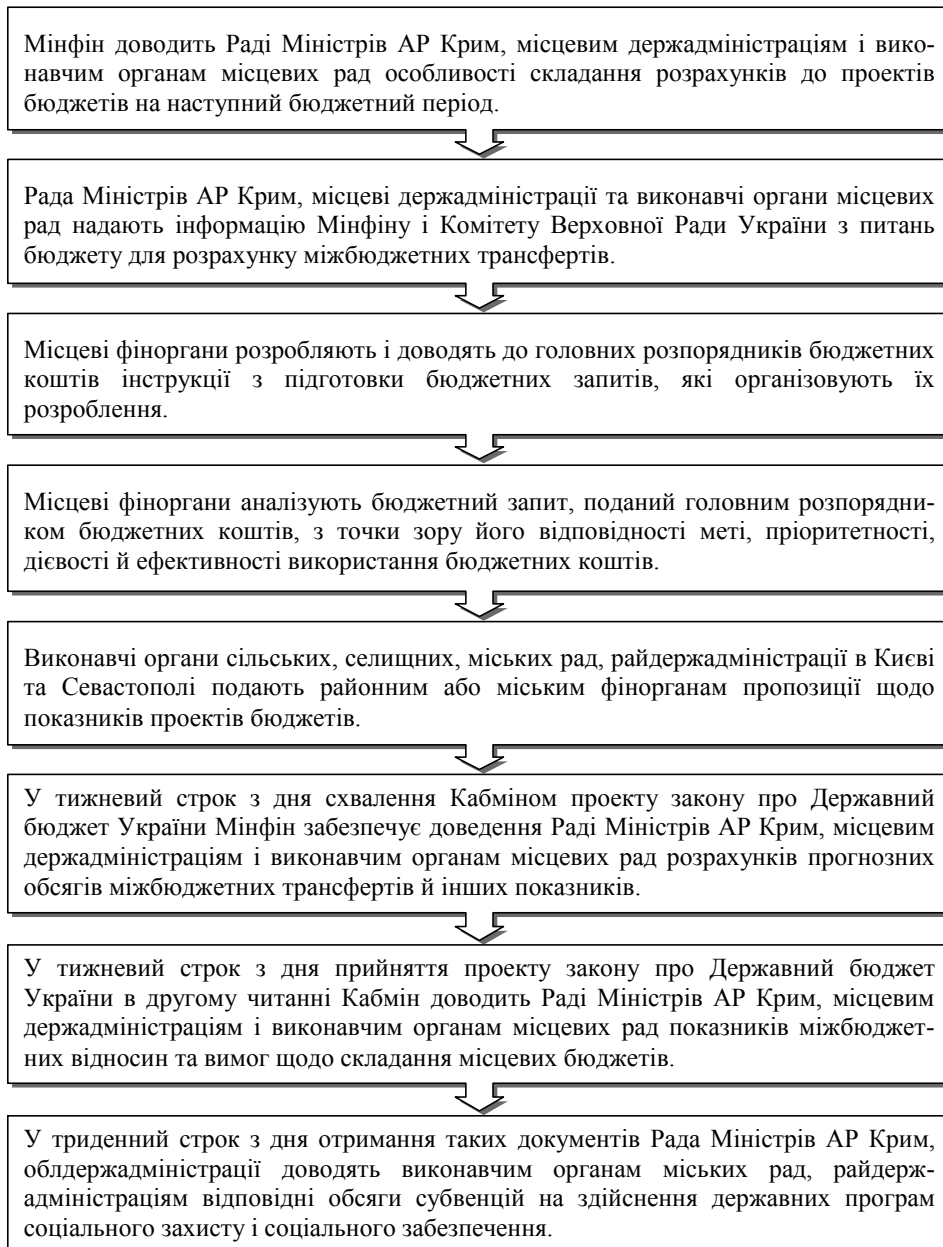 Мінфін доводить Раді Міністрів АР Крим, місцевим держадміністраціям і вико-
навчим органам місцевих рад особливості складання розрахунків до проектів
бюджетів на наступний бюджетний період.
Рада Міністрів АР Крим, місцеві держадміністрації та виконавчі органи місцевих
рад надають інформацію Мінфіну і Комітету Верховної Ради України з питань
бюджету для розрахунку міжбюджетних трансфертів.
Місцеві фіноргани розробляють і доводять до головних розпорядників бюджетних
коштів інструкції з підготовки бюджетних запитів, які організовують їх
розроблення.
Місцеві фіноргани аналізують бюджетний запит, поданий головним розпорядни-
ком бюджетних коштів, з точки зору його відповідності меті, пріоритетності,
дієвості й ефективності використання бюджетних коштів.
Виконавчі органи сільських, селищних, міських рад, райдержадміністрації в Києві
та Севастополі подають районним або міським фінорганам пропозиції щодо
показників проектів бюджетів.
У тижневий строк з дня схвалення Кабміном проекту закону про Державний
бюджет України Мінфін забезпечує доведення Раді Міністрів АР Крим, місцевим
держадміністраціям і виконавчим органам місцевих рад розрахунків прогнозних
обсягів міжбюджетних трансфертів й інших показників.
У тижневий строк з дня прийняття проекту закону про Державний бюджет
України в другому читанні Кабмін доводить Раді Міністрів АР Крим, місцевим
держадміністраціям і виконавчим органам місцевих рад показників міжбюджет-
них відносин та вимог щодо складання місцевих бюджетів.
У триденний строк з дня отримання таких документів Рада Міністрів АР Крим,
облдержадміністрації доводять виконавчим органам міських рад, райдерж-
адміністраціям відповідні обсяги субвенцій на здійснення державних програм
соціального захисту і соціального забезпечення.